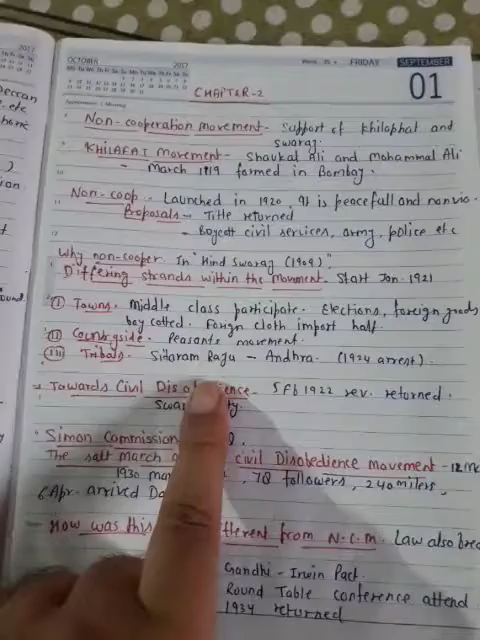 2017
OCTOBER 2017
FRIDAY SEPTEMBER
01
CHAPTER-2
Non-cooperation movement- Support of khilaphat and
swaraj.
KHILAFAT Movement- Shaukat Ali and Mohammal Ali
- March 1919 formed in Bombay.
Non-coop - Launched in 1920, It is peacefull and nonvio
Proposals - Title returned
- Boycott civil services, army, police etc
Why non-cooper In "Hind Swaraj (1909)".
Differing strands within the movement. Start Jan. 1921
(I) Towns. Middle class participate. Elections, foreign goods
boycotted. Forign cloth import half.
(II) Countryside. Peasants movement.
(III) Tribals. Sitaram Raju - Andhra. (1924 arrest).
Towards Civil - 5 Fb 1922 rev. returned.
Simon Commission
The salt march civil Disobedience movement - 12 M
1930 , 78 followers, 240 milers,
6 Apr. arrived
How was this from N.C.M. Law also
Gandhi - Irwin Pact.
Round Table conference attend
1934 returned